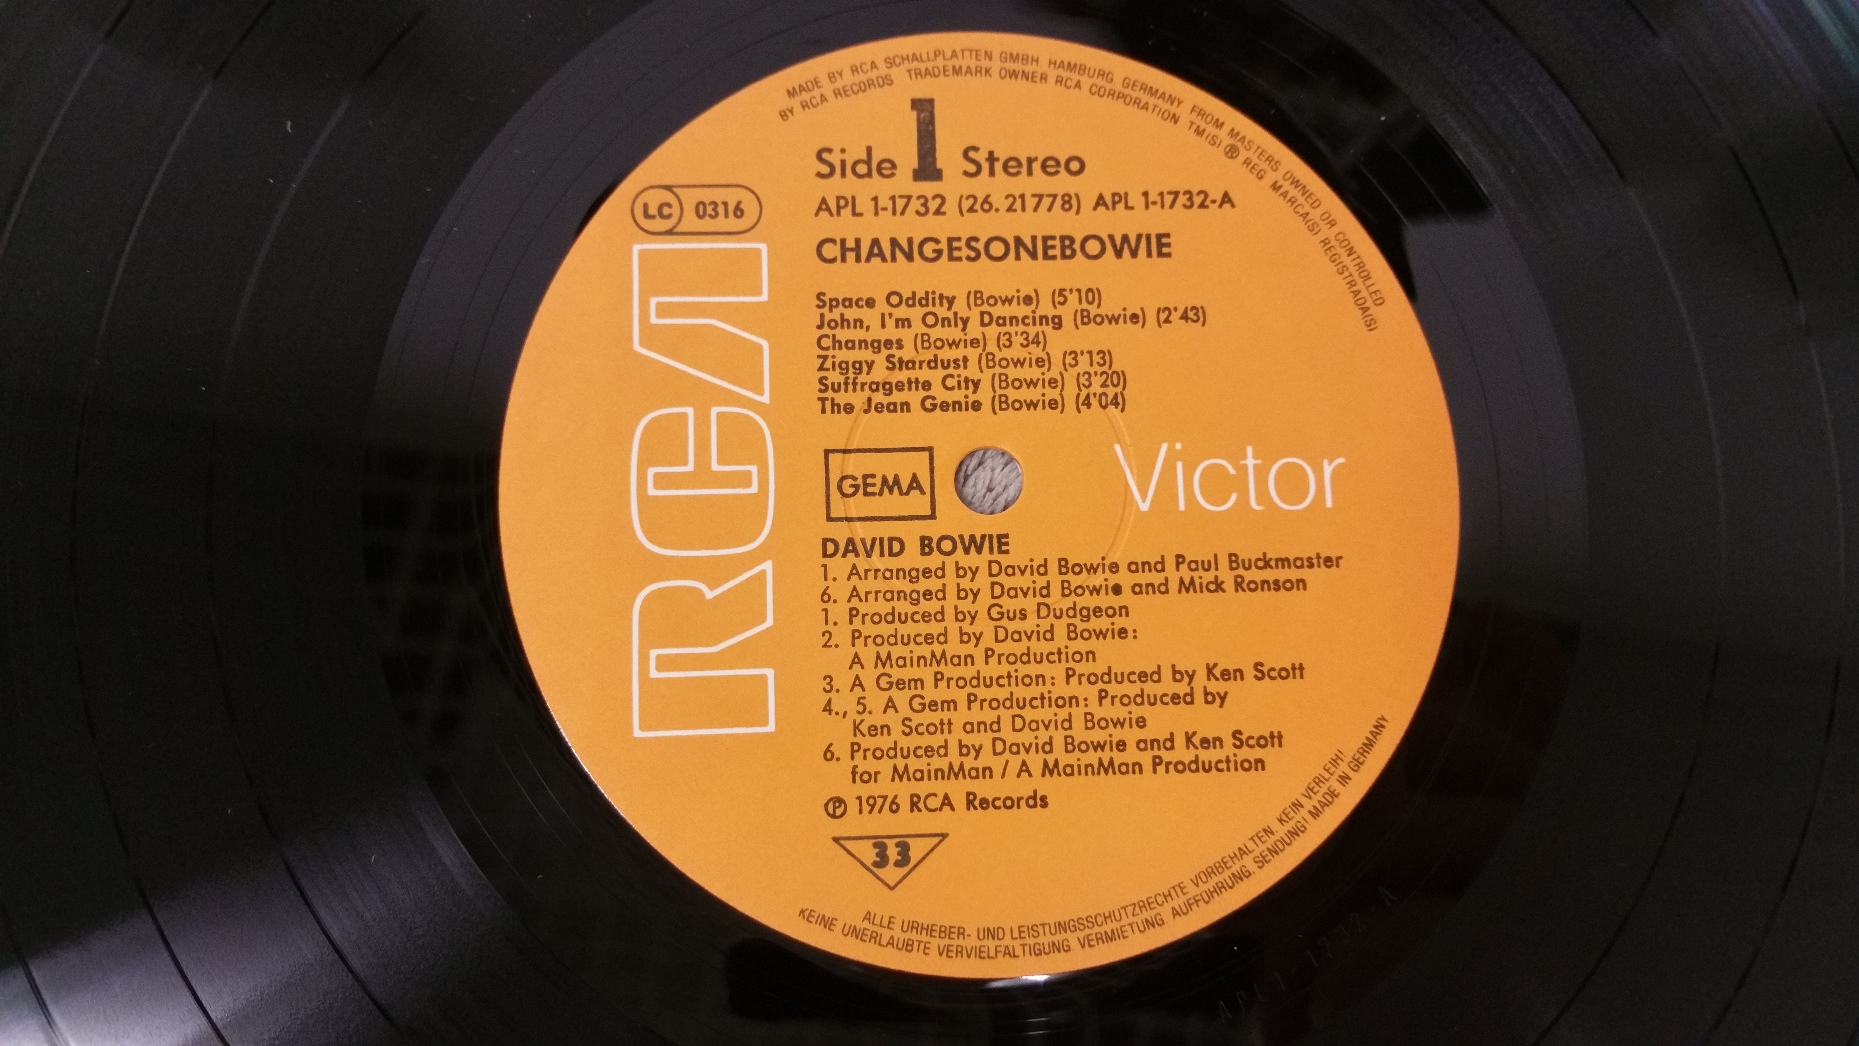 MADE BY RCA SCHALLPLATTEN GMBH, HAMBURG, GERMANY FROM MASTERS OWNED OR CONTROLLED
BY RCA RECORDS TRADEMARK OWNER RCA CORPORATION TM(S) ® REG MARCA(S) REGISTRADA(S)
Side 1 Stereo
LC 0316
APL 1-1732 (26.21778) APL 1-1732-A
CHANGESONEBOWIE
Space Oddity (Bowie) (5'10)
John, I'm Only Dancing (Bowie) (2'43)
Changes (Bowie) (3'34)
Ziggy Stardust (Bowie) (3'13)
Suffragette City (Bowie) (3'20)
The Jean Genie (Bowie) (4'04)
RCA
GEMA
Victor
DAVID BOWIE
1. Arranged by David Bowie and Paul Buckmaster
6. Arranged by David Bowie and Mick Ronson
1. Produced by Gus Dudgeon
2. Produced by David Bowie:
A MainMan Production
3. A Gem Production: Produced by Ken Scott
4., 5. A Gem Production: Produced by
Ken Scott and David Bowie
6. Produced by David Bowie and Ken Scott
for MainMan / A MainMan Production
℗ 1976 RCA Records
33
ALLE URHEBER- UND LEISTUNGSSCHUTZRECHTE VORBEHALTEN. KEIN VERLEIH!
KEINE UNERLAUBTE VERVIELFÄLTIGUNG, VERMIETUNG, AUFFÜHRUNG, SENDUNG! MADE IN GERMANY
APL1-1732-A